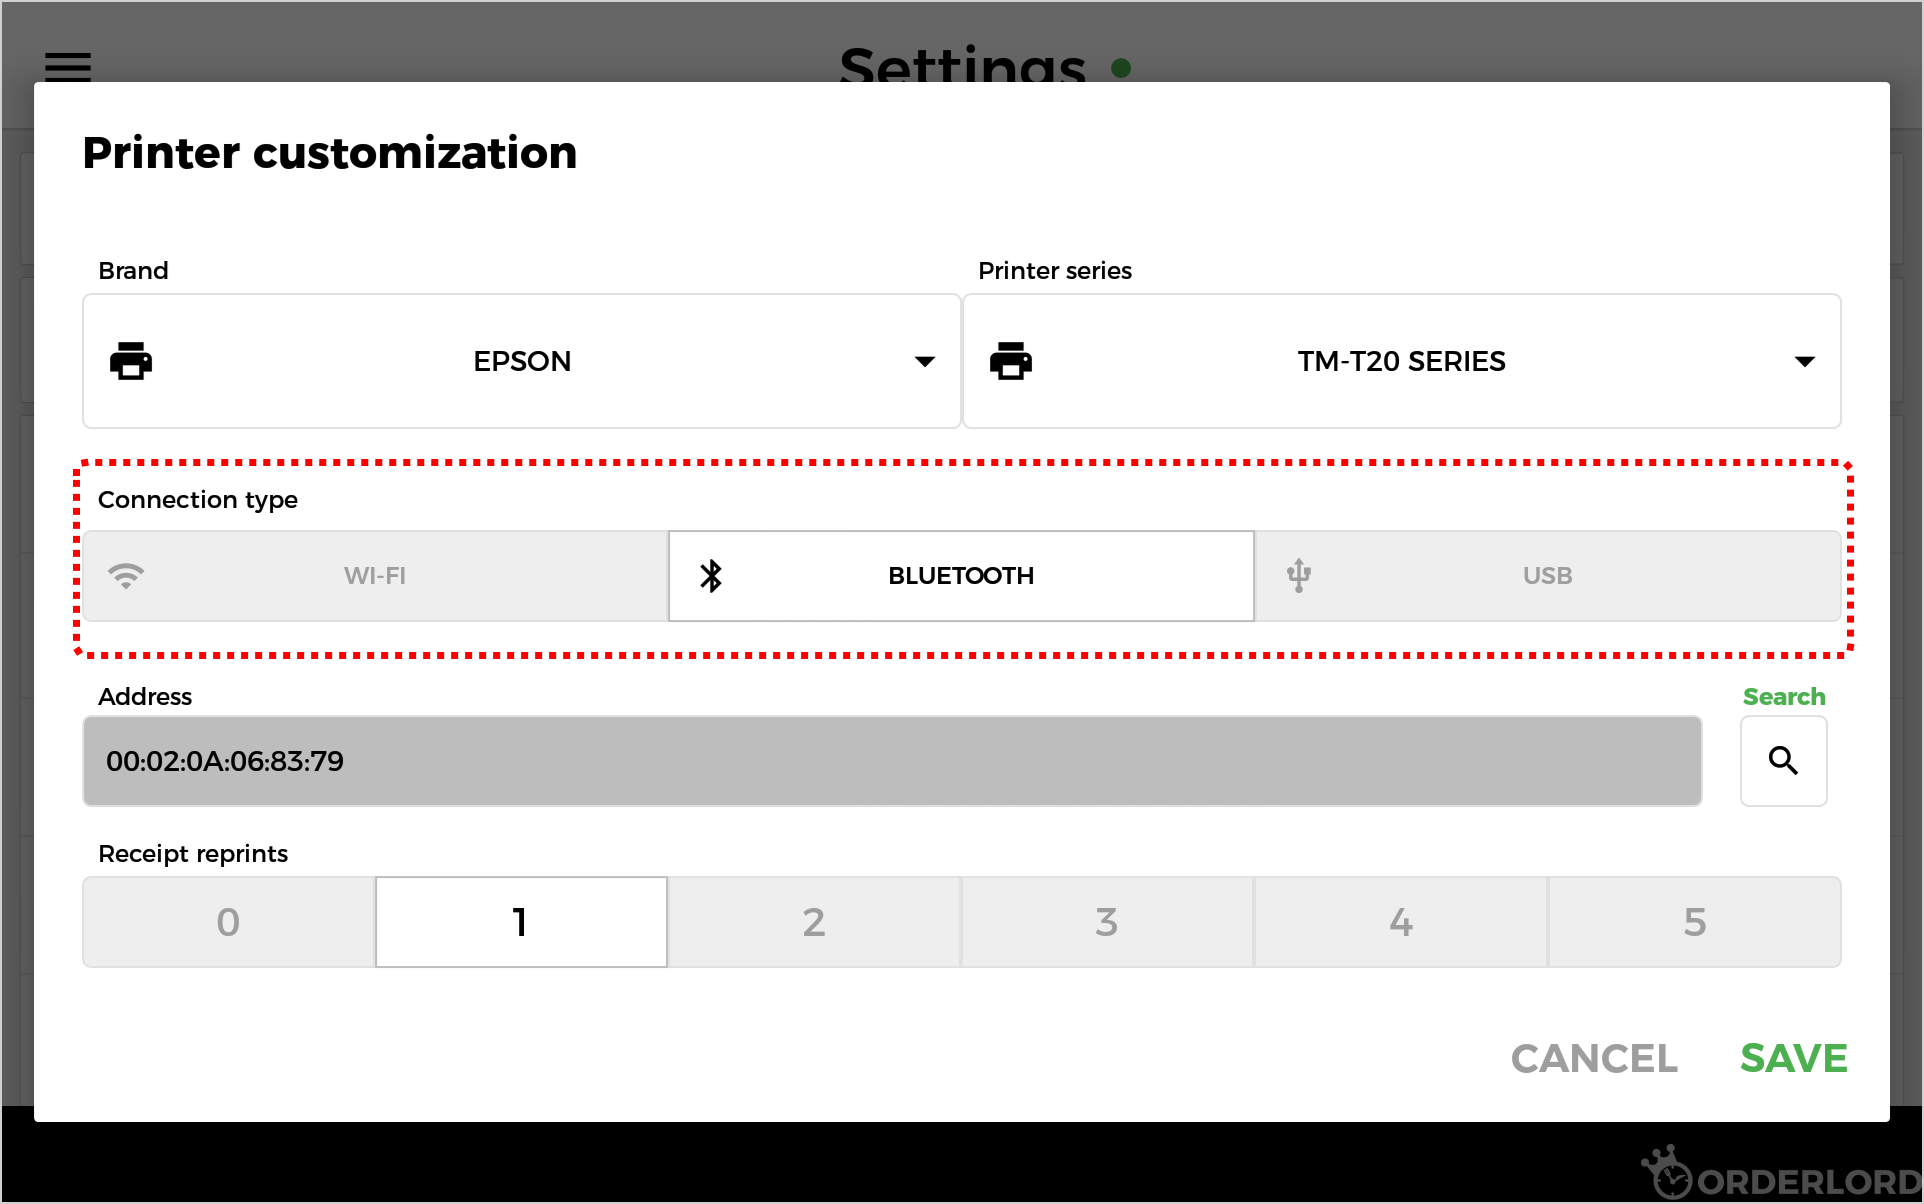 Settings
Printer customization
Brand
Printer series
EPSON
TM-T20 SERIES
Connection type
WI-FI
BLUETOOTH
USB
Address
Search
00:02:0A:06:83:79
Receipt reprints
0
1
2
3
4
5
CANCEL
SAVE
ORDERLORD